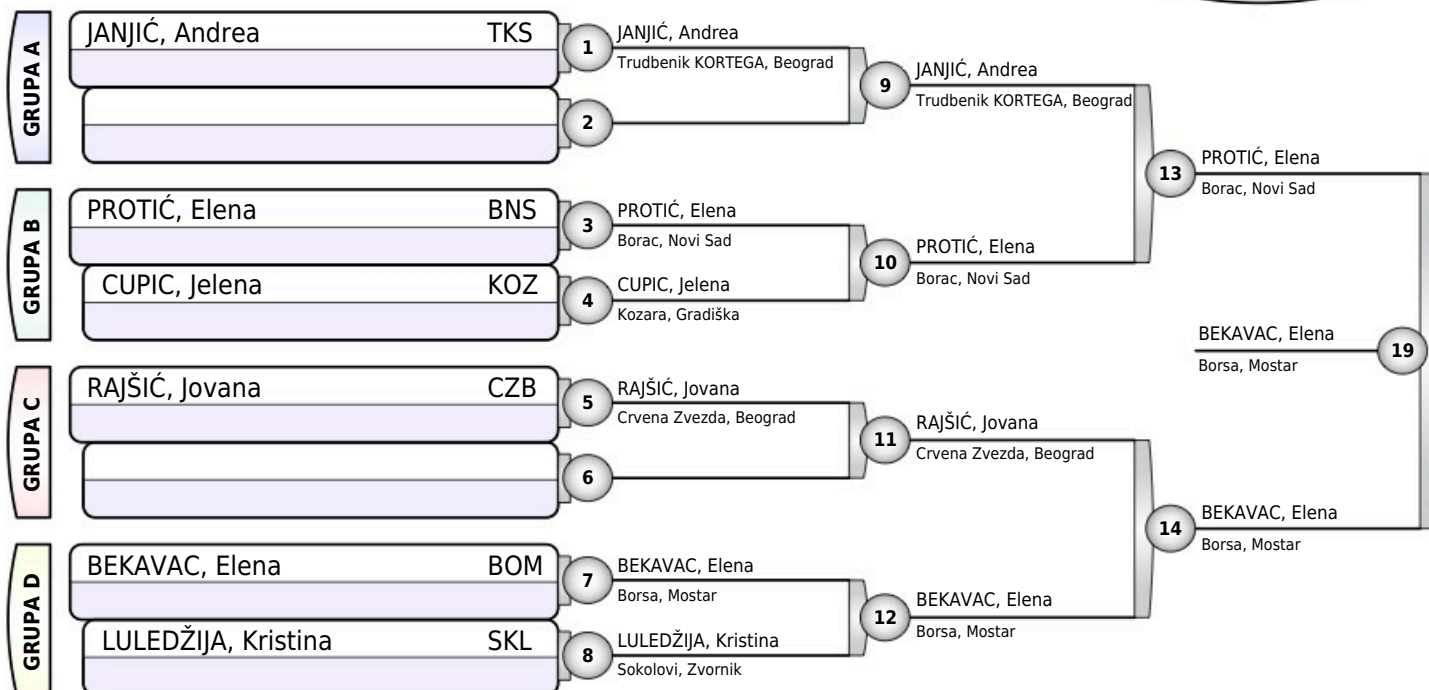 GRUPA A
JANJIĆ, Andrea TKS
1
JANJIĆ, Andrea
Trudbenik KORTEGA, Beograd
2
9
JANJIĆ, Andrea
Trudbenik KORTEGA, Beograd
GRUPA B
PROTIĆ, Elena BNS
3
PROTIĆ, Elena
Borac, Novi Sad
CUPIC, Jelena KOZ
4
CUPIC, Jelena
Kozara, Gradiška
10
PROTIĆ, Elena
Borac, Novi Sad
13
PROTIĆ, Elena
Borac, Novi Sad
GRUPA C
RAJŠIĆ, Jovana CZB
5
RAJŠIĆ, Jovana
Crvena Zvezda, Beograd
6
11
RAJŠIĆ, Jovana
Crvena Zvezda, Beograd
GRUPA D
BEKAVAC, Elena BOM
7
BEKAVAC, Elena
Borsa, Mostar
LULEDŽIJA, Kristina SKL
8
LULEDŽIJA, Kristina
Sokolovi, Zvornik
12
BEKAVAC, Elena
Borsa, Mostar
14
BEKAVAC, Elena
Borsa, Mostar
BEKAVAC, Elena
Borsa, Mostar
19